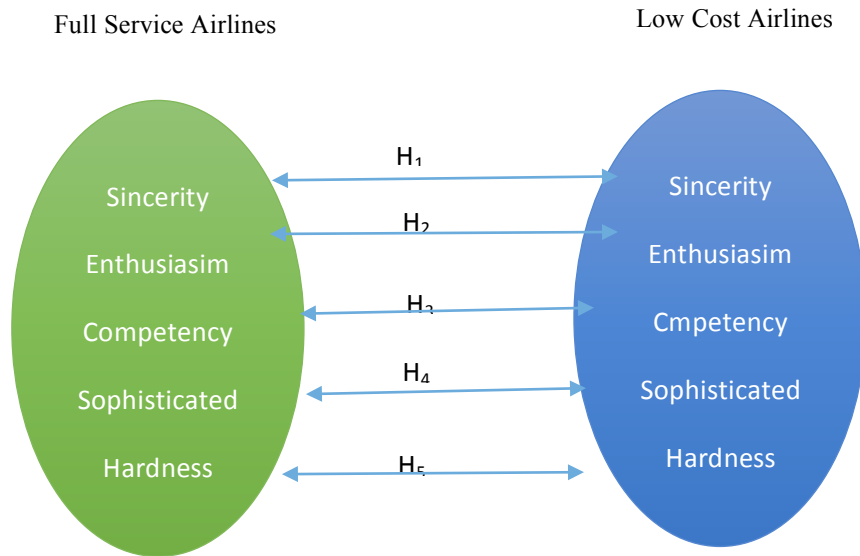 Full Service Airlines
Low Cost Airlines
Sincerity
Enthusiasim
Competency
Sophisticated
Hardness
H₁
H₂
H₃
H₄
H₅
Sincerity
Enthusiasm
Cmpetency
Sophisticated
Hardness